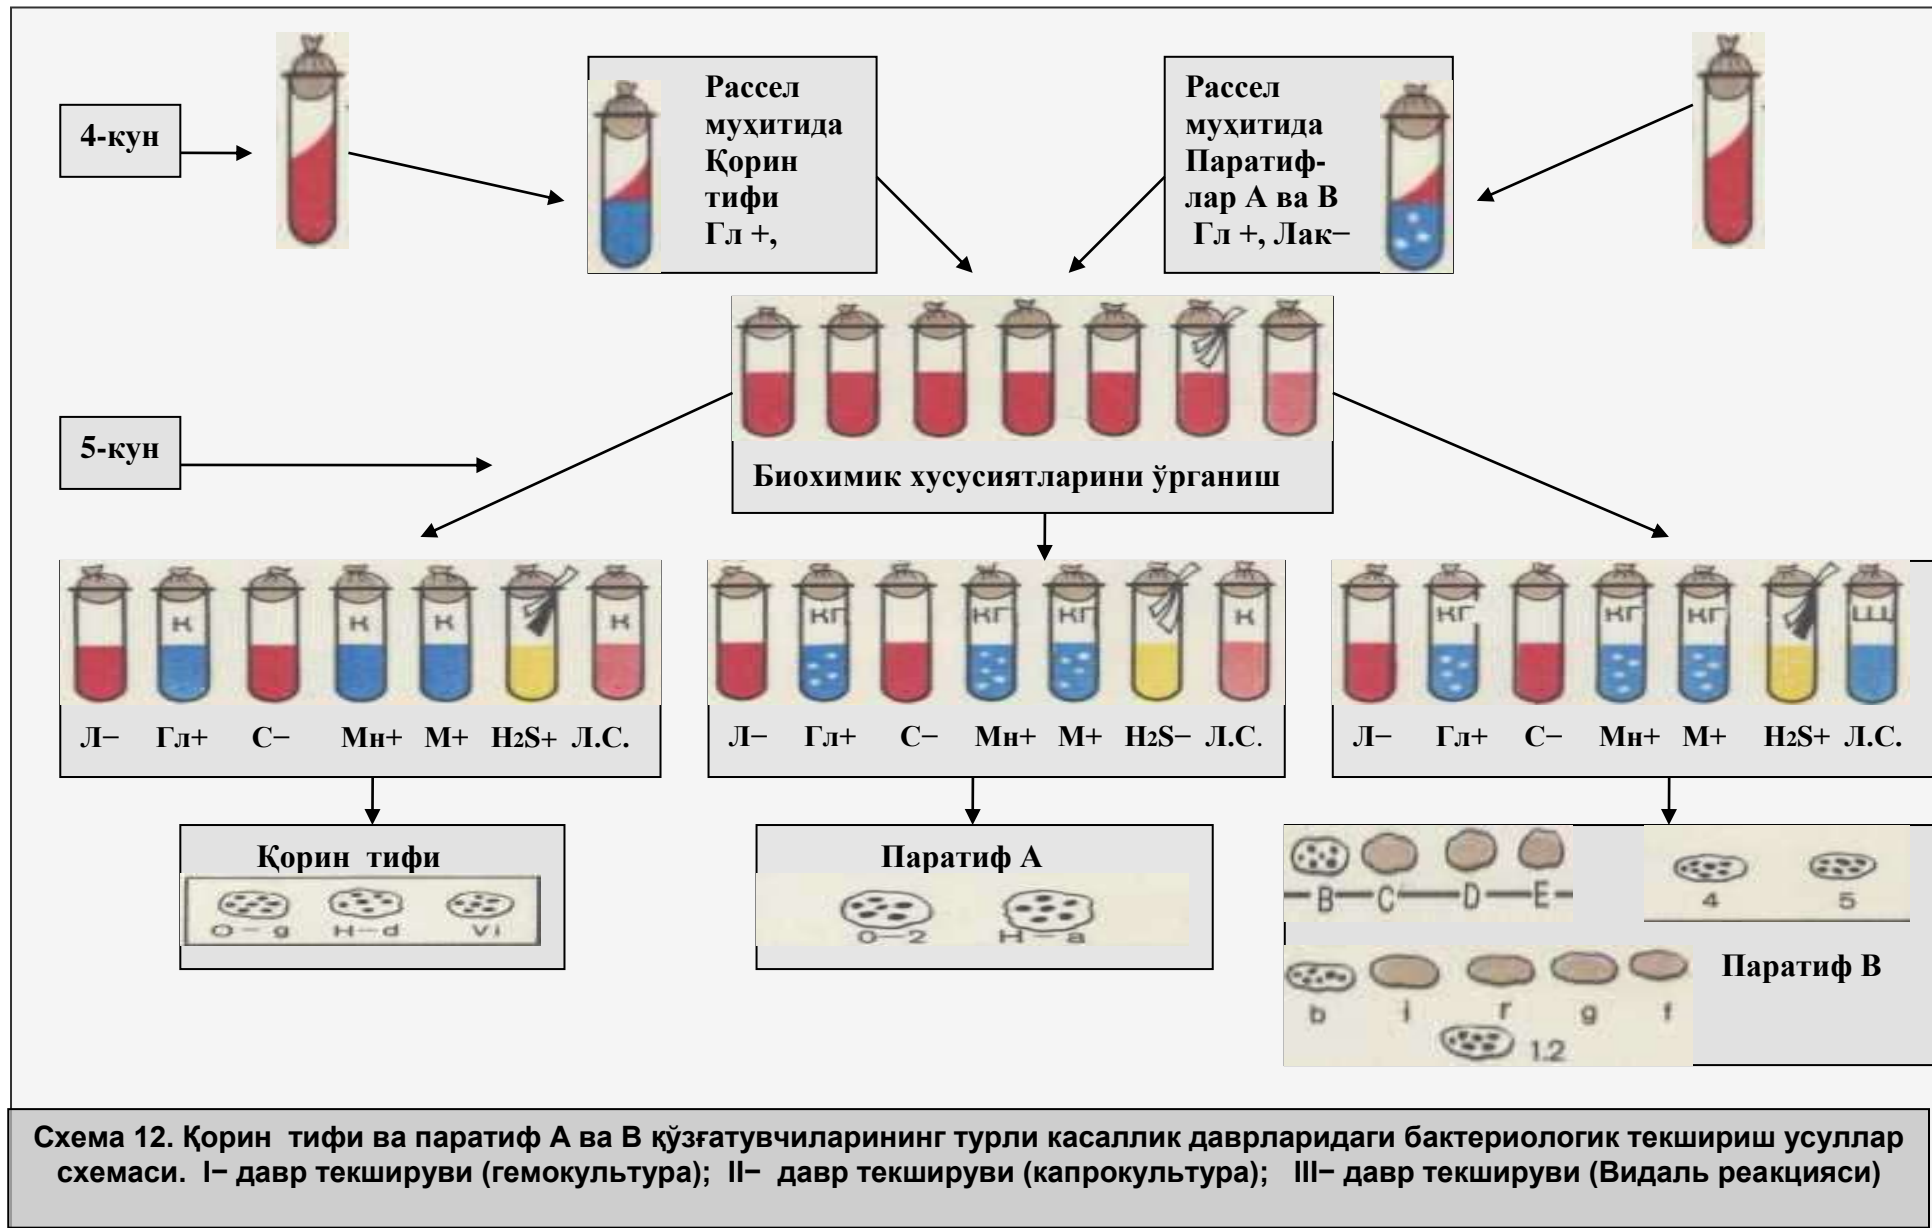 4-кун
Рассел
муҳитида
Қорин
тифи
Гл +,
Рассел
муҳитида
Паратиф-
лар А ва В
Гл +, Лак–
5-кун
Биохимик хусусиятларини ўрганиш
К К К К
Л– Гл+ С– Мн+ М+ H2S+ Л.С.
КГ КГ КГ К
Л– Гл+ С– Мн+ М+ H2S– Л.С.
КГ КГ КГ ЩЦ
Л– Гл+ С– Мн+ М+ H2S+ Л.С.
Қорин тифи
O – g H – d Vi
Паратиф А
O – 2 H – a
B C D E
4 5
b i r g f
1.2
Паратиф В
Схема 12. Қорин тифи ва паратиф А ва В қўзғатувчиларининг турли касаллик даврларидаги бактериологик текшириш усуллар
схемаси. I– давр текшируви (гемокультура); II– давр текшируви (капрокультура); III– давр текшируви (Видаль реакцияси)